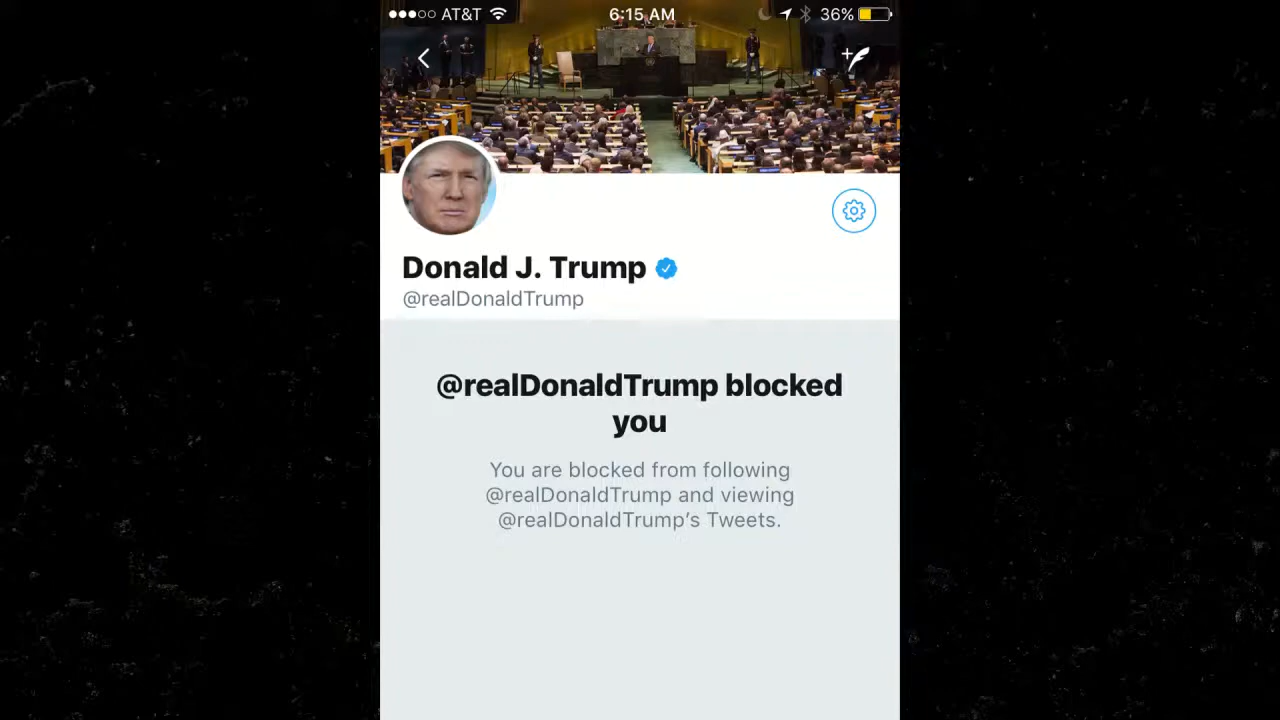 AT&T 6:15 AM 36%
Donald J. Trump
@realDonaldTrump
@realDonaldTrump blocked
you
You are blocked from following
@realDonaldTrump and viewing
@realDonaldTrump’s Tweets.